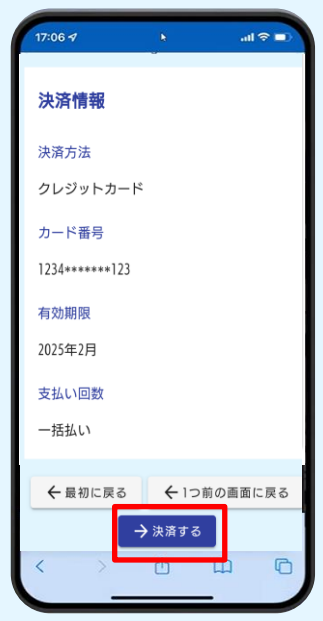 17:06
決済情報
決済方法
クレジットカード
カード番号
1234*******123
有効期限
2025年2月
支払い回数
一括払い
← 最初に戻る ← 1つ前の画面に戻る
→ 決済する